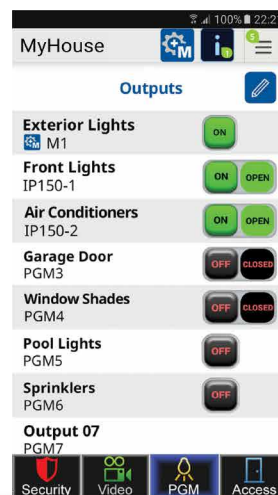 100% 22:2
MyHouse
M
i
1
5
Outputs
Exterior Lights
M M1
ON
Front Lights
IP150-1
ON OPEN
Air Conditioners
IP150-2
ON OPEN
Garage Door
PGM3
OFF CLOSED
Window Shades
PGM4
OFF CLOSED
Pool Lights
PGM5
OFF
Sprinklers
PGM6
OFF
Output 07
PGM7
Security Video PGM Access